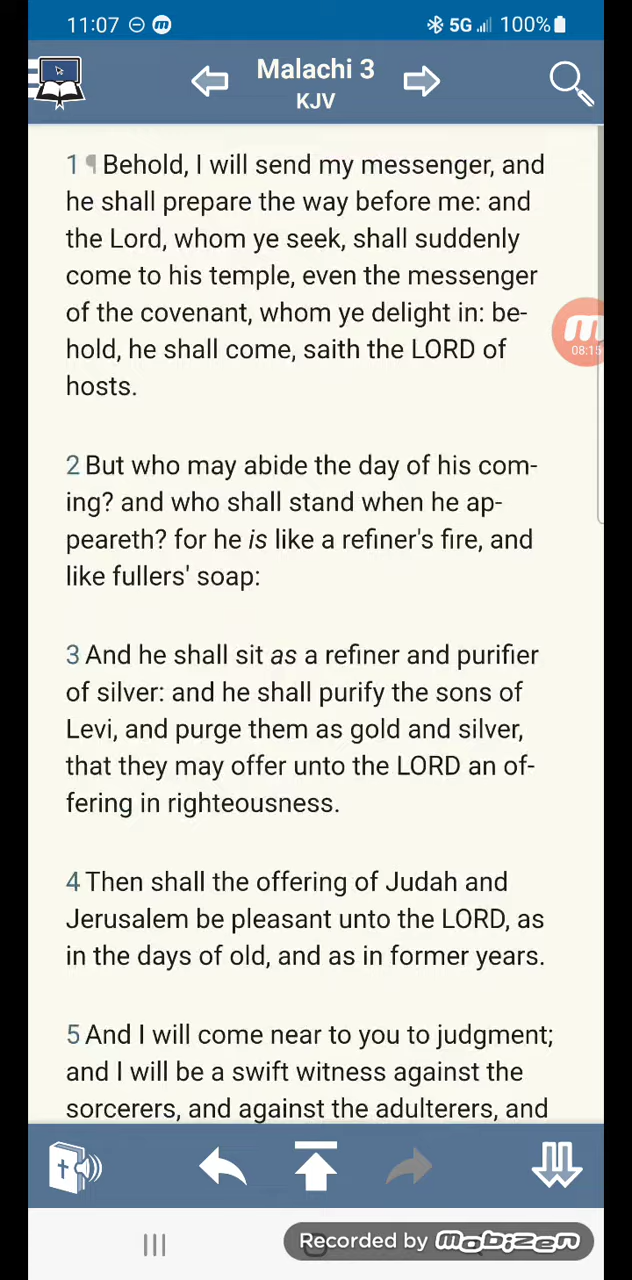 11:07 m 5G 100%
Malachi 3
KJV
1 ¶ Behold, I will send my messenger, and
he shall prepare the way before me: and
the Lord, whom ye seek, shall suddenly
come to his temple, even the messenger
of the covenant, whom ye delight in: be-
hold, he shall come, saith the LORD of
hosts.
m
08:15
2 But who may abide the day of his com-
ing? and who shall stand when he ap-
peareth? for he is like a refiner's fire, and
like fullers' soap:
3 And he shall sit as a refiner and purifier
of silver: and he shall purify the sons of
Levi, and purge them as gold and silver,
that they may offer unto the LORD an of-
fering in righteousness.
4 Then shall the offering of Judah and
Jerusalem be pleasant unto the LORD, as
in the days of old, and as in former years.
5 And I will come near to you to judgment;
and I will be a swift witness against the
sorcerers, and against the adulterers, and
Recorded by mobizen